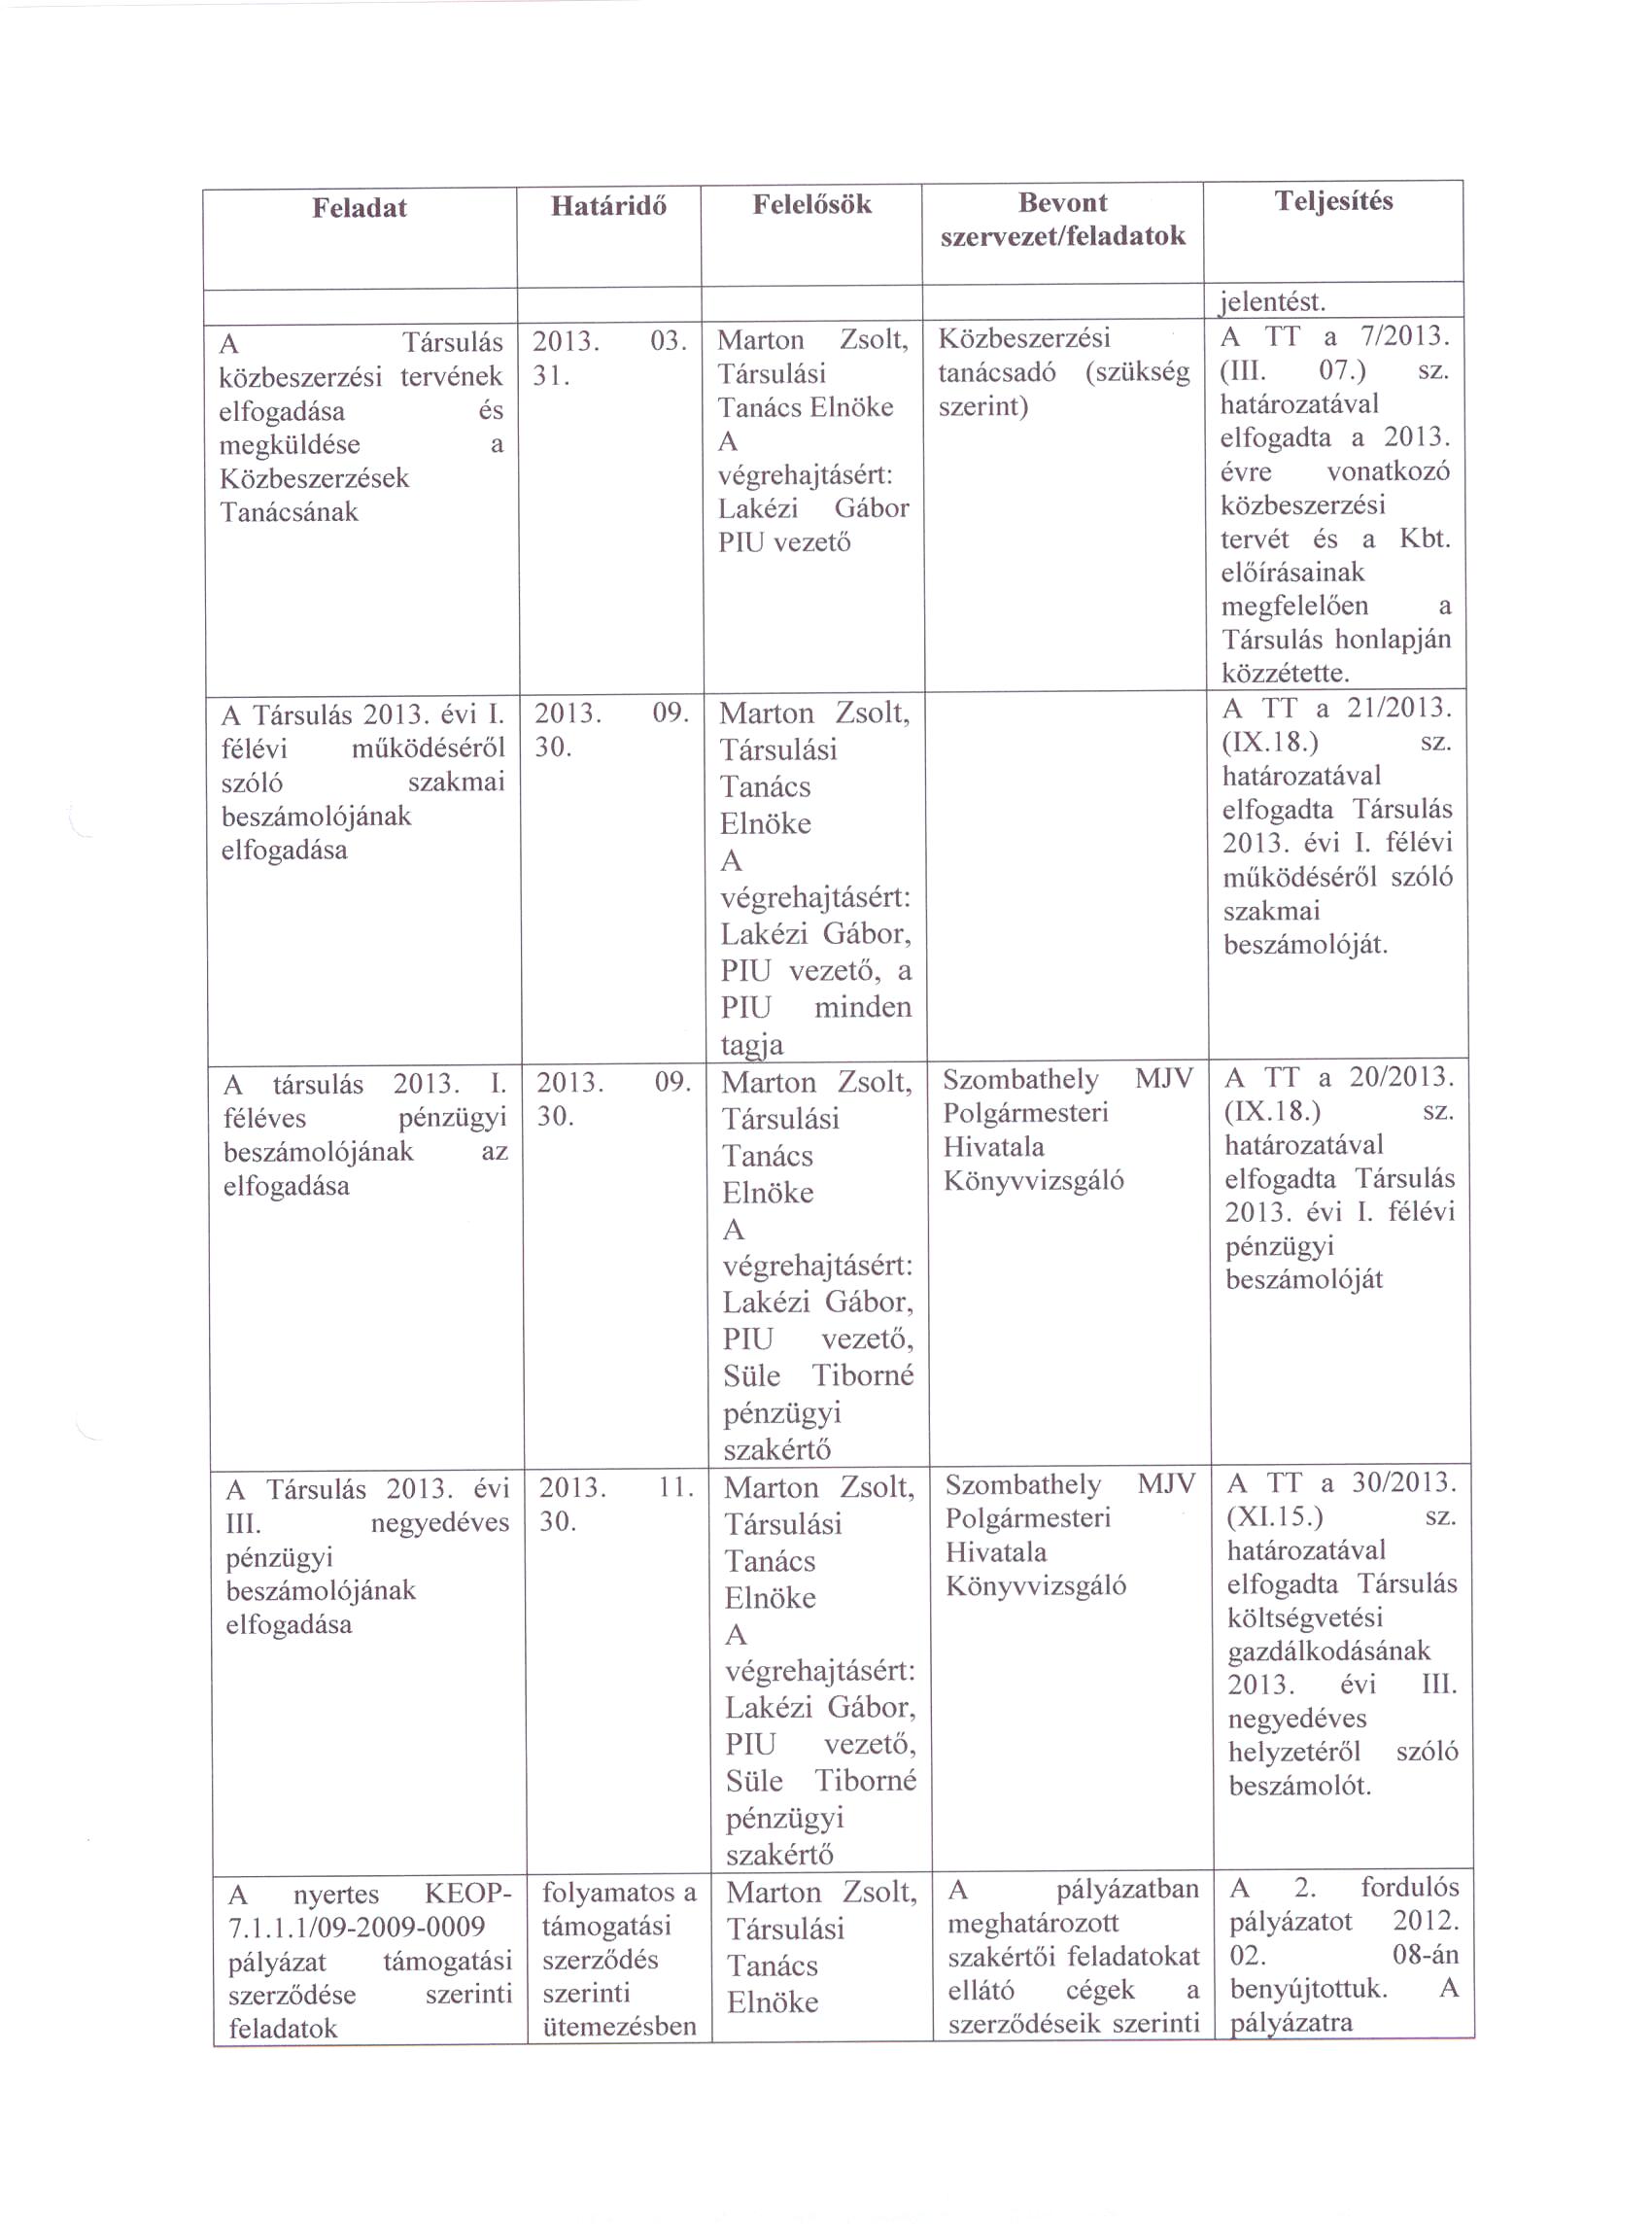 Feladat
Határidő
Felelősök
Bevont
szervezet/feladatok
Teljesítés
jelentést.
A Társulás
közbeszerzési tervének
elfogadása és
megküldése a
Közbeszerzések
Tanácsának
2013. 03.
31.
Marton Zsolt,
Társulási
Tanács Elnöke
A
végrehajtásért:
Lakézi Gábor
PIU vezető
Közbeszerzési
tanácsadó (szükség
szerint)
A TT a 7/2013.
(III. 07.) sz.
határozatával
elfogadta a 2013.
évre vonatkozó
közbeszerzési
tervét és a Kbt.
előírásainak
megfelelően a
Társulás honlapján
közzétette.
A Társulás 2013. évi I.
félévi működéséről
szóló szakmai
beszámolójának
elfogadása
2013. 09.
30.
Marton Zsolt,
Társulási
Tanács
Elnöke
A
végrehajtásért:
Lakézi Gábor,
PIU vezető, a
PIU minden
tagja
A TT a 21/2013.
(IX.18.) sz.
határozatával
elfogadta Társulás
2013. évi I. félévi
működéséről szóló
szakmai
beszámolóját.
A társulás 2013. I.
féléves pénzügyi
beszámolójának az
elfogadása
2013. 09.
30.
Marton Zsolt,
Társulási
Tanács
Elnöke
A
végrehajtásért:
Lakézi Gábor,
PIU vezető,
Süle Tiborné
pénzügyi
szakértő
Szombathely MJV
Polgármesteri
Hivatala
Könyvvizsgáló
A TT a 20/2013.
(IX.18.) sz.
határozatával
elfogadta Társulás
2013. évi I. félévi
pénzügyi
beszámolóját
A Társulás 2013. évi
III. negyedéves
pénzügyi
beszámolójának
elfogadása
2013. 11.
30.
Marton Zsolt,
Társulási
Tanács
Elnöke
A
végrehajtásért:
Lakézi Gábor,
PIU vezető,
Süle Tiborné
pénzügyi
szakértő
Szombathely MJV
Polgármesteri
Hivatala
Könyvvizsgáló
A TT a 30/2013.
(XI.15.) sz.
határozatával
elfogadta Társulás
költségvetési
gazdálkodásának
2013. évi III.
negyedéves
helyzetéről szóló
beszámolót.
A nyertes KEOP-
7.1.1.1/09-2009-0009
pályázat támogatási
szerződése szerinti
feladatok
folyamatos a
támogatási
szerződés
szerinti
ütemezésben
Marton Zsolt,
Társulási
Tanács
Elnöke
A pályázatban
meghatározott
szakértői feladatokat
ellátó cégek a
szerződéseik szerinti
A 2. fordulós
pályázatot 2012.
02. 08-án
benyújtottuk. A
pályázatra